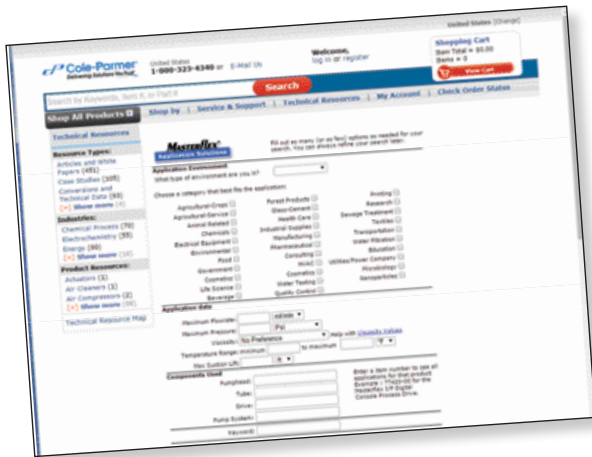 United States [Change]
Cole-Parmer
Delivering Solutions You Trust
United States
1-800-323-4340 or E-Mail Us
Welcome,
log in or register
Shopping Cart
Item Total = $0.00
Items = 0
View Cart
Search by Keywords, Item #, or Part #
Search
Shop All Products
Shop by | Service & Support | Technical Resources | My Account | Check Order Status
Technical Resources
Resource Types:
Articles and White
Papers (451)
Case Studies (305)
Conversions and
Technical Data (93)
[+] Show more
Industries:
Chemical Process (70)
Electrochemistry (55)
Energy (90)
[+] Show more
Product Resources:
Actuators (1)
Air Cleaners (1)
Air Compressors (2)
[+] Show more
Technical Resource Map
MASTERFLEX
Application Solutions
Fill out as many (or as few) options as needed for your
search. You can always refine your search later.
Application Environment
What type of environment are you in?
Choose a category that best fits the application:
Agricultural-Crops
Agricultural-Service
Animal Related
Chemicals
Electrical Equipment
Environmental
Food
Government
Cosmetics
Life Science
Beverage
Forest Products
Glass-Cement
Health Care
Industrial Supplies
Manufacturing
Pharmaceutical
Consulting
HVAC
Cosmetics
Water Testing
Quality Control
Printing
Research
Sewage Treatment
Textiles
Transportation
Water Filtration
Education
Utilities/Power Company
Microbiology
Nanoparticles
Application data
Maximum Flowrate: ml/min
Maximum Pressure: Psi
Viscosity: No Preference Help with Viscosity Values
Temperature Range: minimum to maximum °F
Max Suction Lift: ft
Components Used
Pumphead:
Tube:
Drive:
Pump System:
Keyword:
Enter a item number to see all
applications for that product
Example : 77420-00 for the
Masterflex I/P Digital
Console Process Drive.